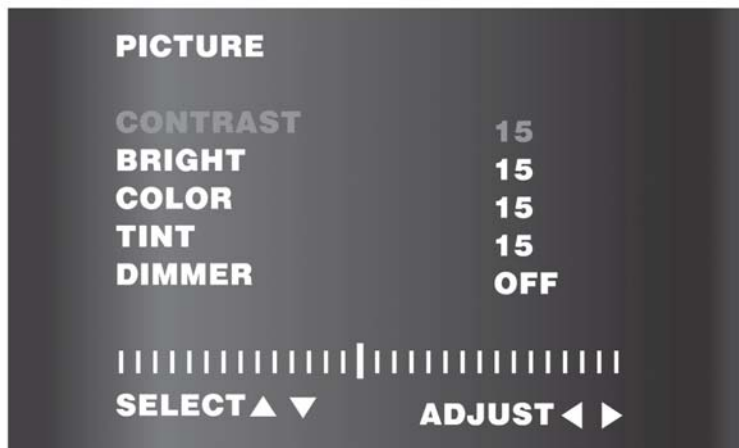 PICTURE
CONTRAST 15
BRIGHT 15
COLOR 15
TINT 15
DIMMER OFF
SELECT▲ ▼ ADJUST◀ ▶